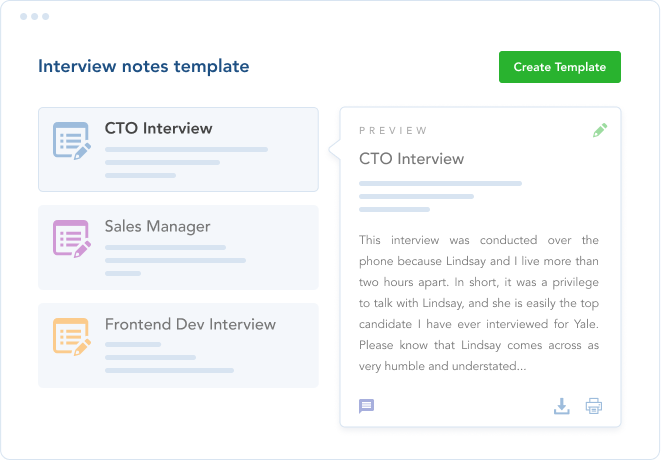 Interview notes template
Create Template
CTO Interview
Sales Manager
Frontend Dev Interview
PREVIEW
CTO Interview
This interview was conducted over the
phone because Lindsay and I live more than
two hours apart. In short, it was a privilege
to talk with Lindsay, and she is easily the top
candidate I have ever interviewed for Yale.
Please know that Lindsay comes across as
very humble and understated...